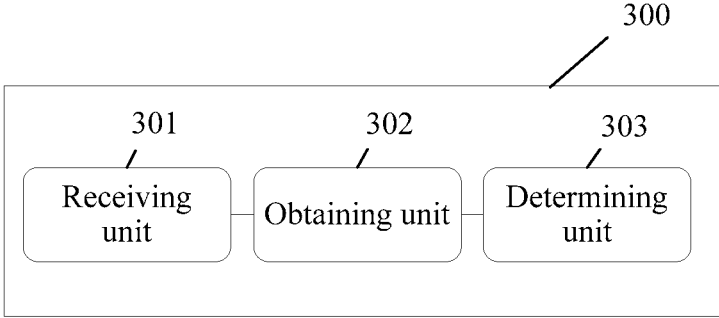 300
301
302
303
Receiving
unit
Obtaining unit
Determining
unit